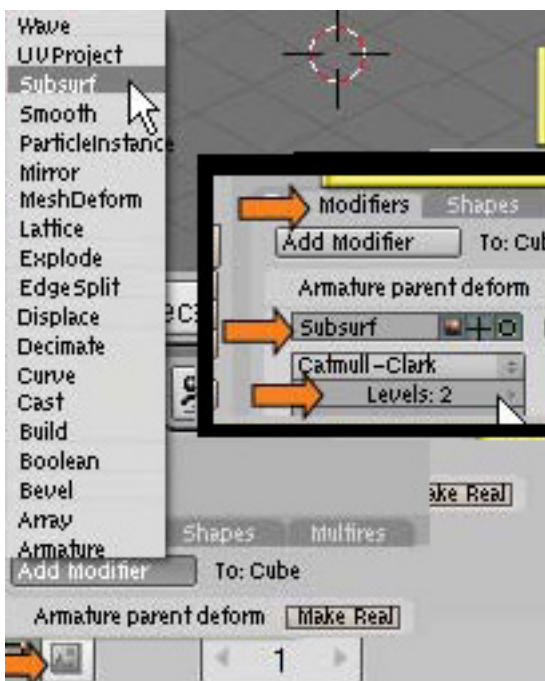 Wave
UVProject
Subsurf
Smooth
ParticleInstance
Mirror
MeshDeform
Lattice
Explode
EdgeSplit
Displace
Decimate
Curve
Cast
Build
Boolean
Bevel
Array
Armature
Modifiers Shapes
Add Modifier To: Cub
Armature parent deform
Subsurf
Catmull-Clark
Levels: 2
ake Real
Shapes Multires
Add Modifier To: Cube
Armature parent deform Make Real
1